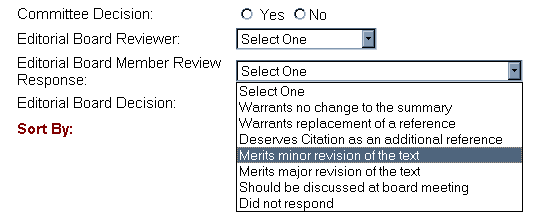 Committee Decision: Yes No
Editorial Board Reviewer: Select One
Editorial Board Member Review
Response: Select One
Editorial Board Decision:
Select One
Warrants no change to the summary
Warrants replacement of a reference
Deserves Citation as an additional reference
Merits minor revision of the text
Merits major revision of the text
Should be discussed at board meeting
Did not respond
Sort By: